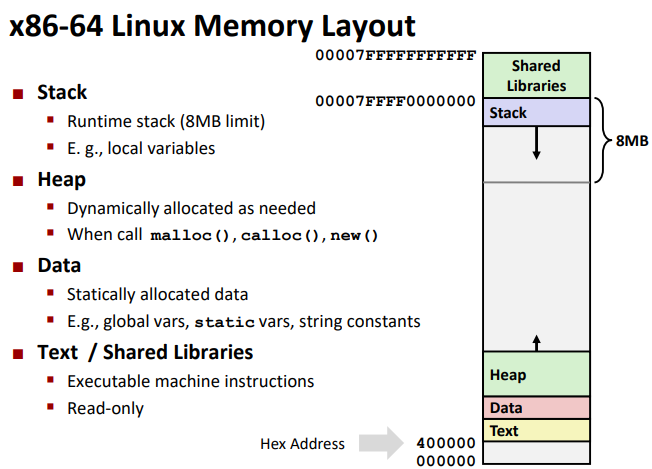 x86-64 Linux Memory Layout
Stack
Runtime stack (8MB limit)
E. g., local variables
Heap
Dynamically allocated as needed
When call malloc(), calloc(), new()
Data
Statically allocated data
E.g., global vars, static vars, string constants
Text / Shared Libraries
Executable machine instructions
Read-only
Hex Address
00007FFFFFFFFFFF
00007FFFF0000000
400000
000000
Shared
Libraries
Stack
8MB
Heap
Data
Text